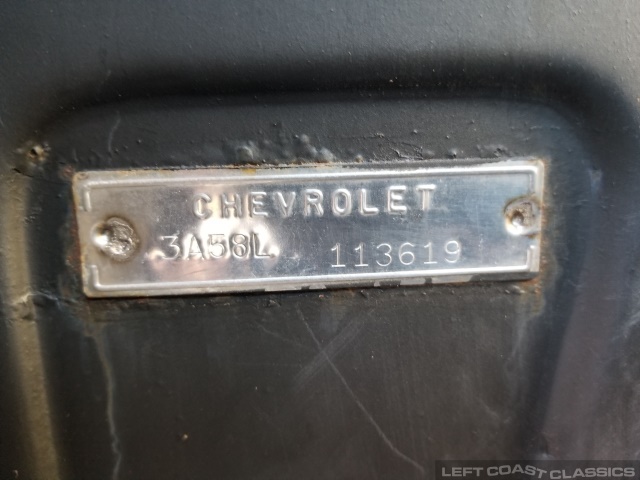 CHEVROLET
3A58L 113619
LEFT COAST CLASSICS